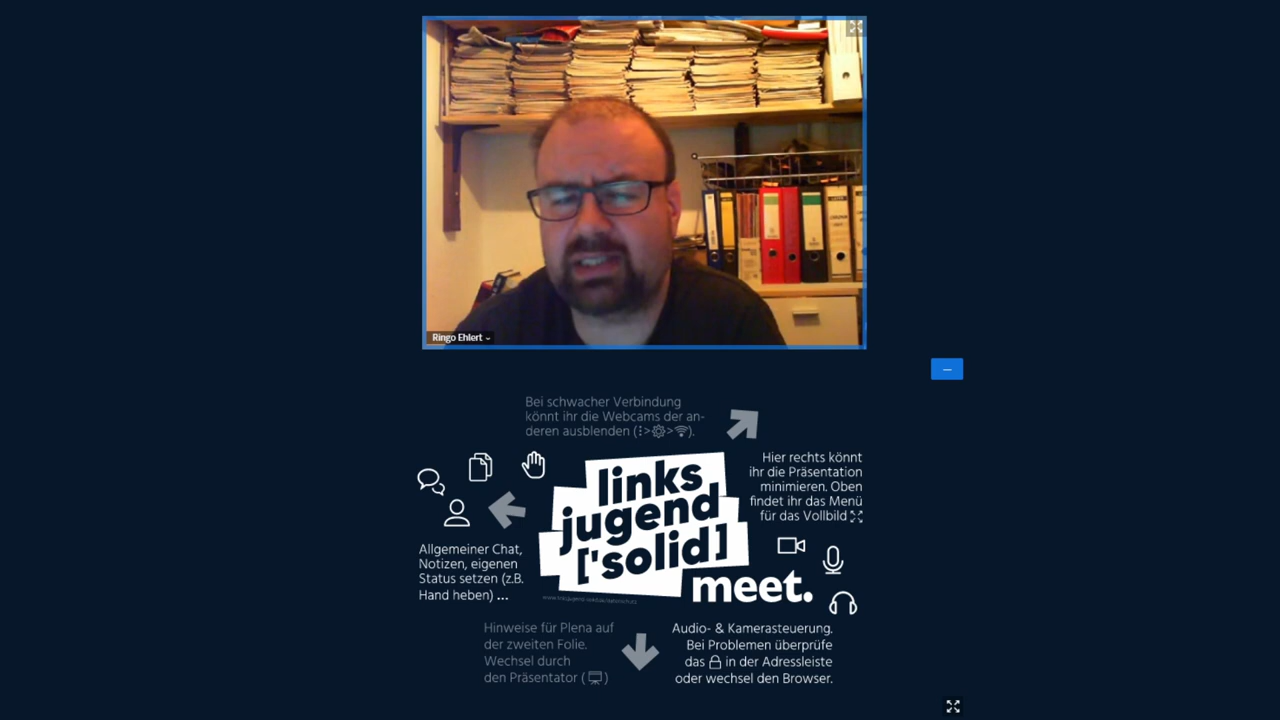 Ringo Ehlert
Bei schwacher Verbindung
könnt ihr die Webcams der an-
deren ausblenden (⋮>⚙>).
Hier rechts könnt
ihr die Präsentation
minimieren. Oben
findet ihr das Menü
für das Vollbild
links
jugend
['solid]
meet.
Allgemeiner Chat,
Notizen, eigenen
Status setzen (z.B.
Hand heben) ...
Hinweise für Plena auf
der zweiten Folie.
Wechsel durch
den Präsentator ( )
Audio- & Kamerasteuerung.
Bei Problemen überprüfe
das in der Adressleiste
oder wechsel den Browser.